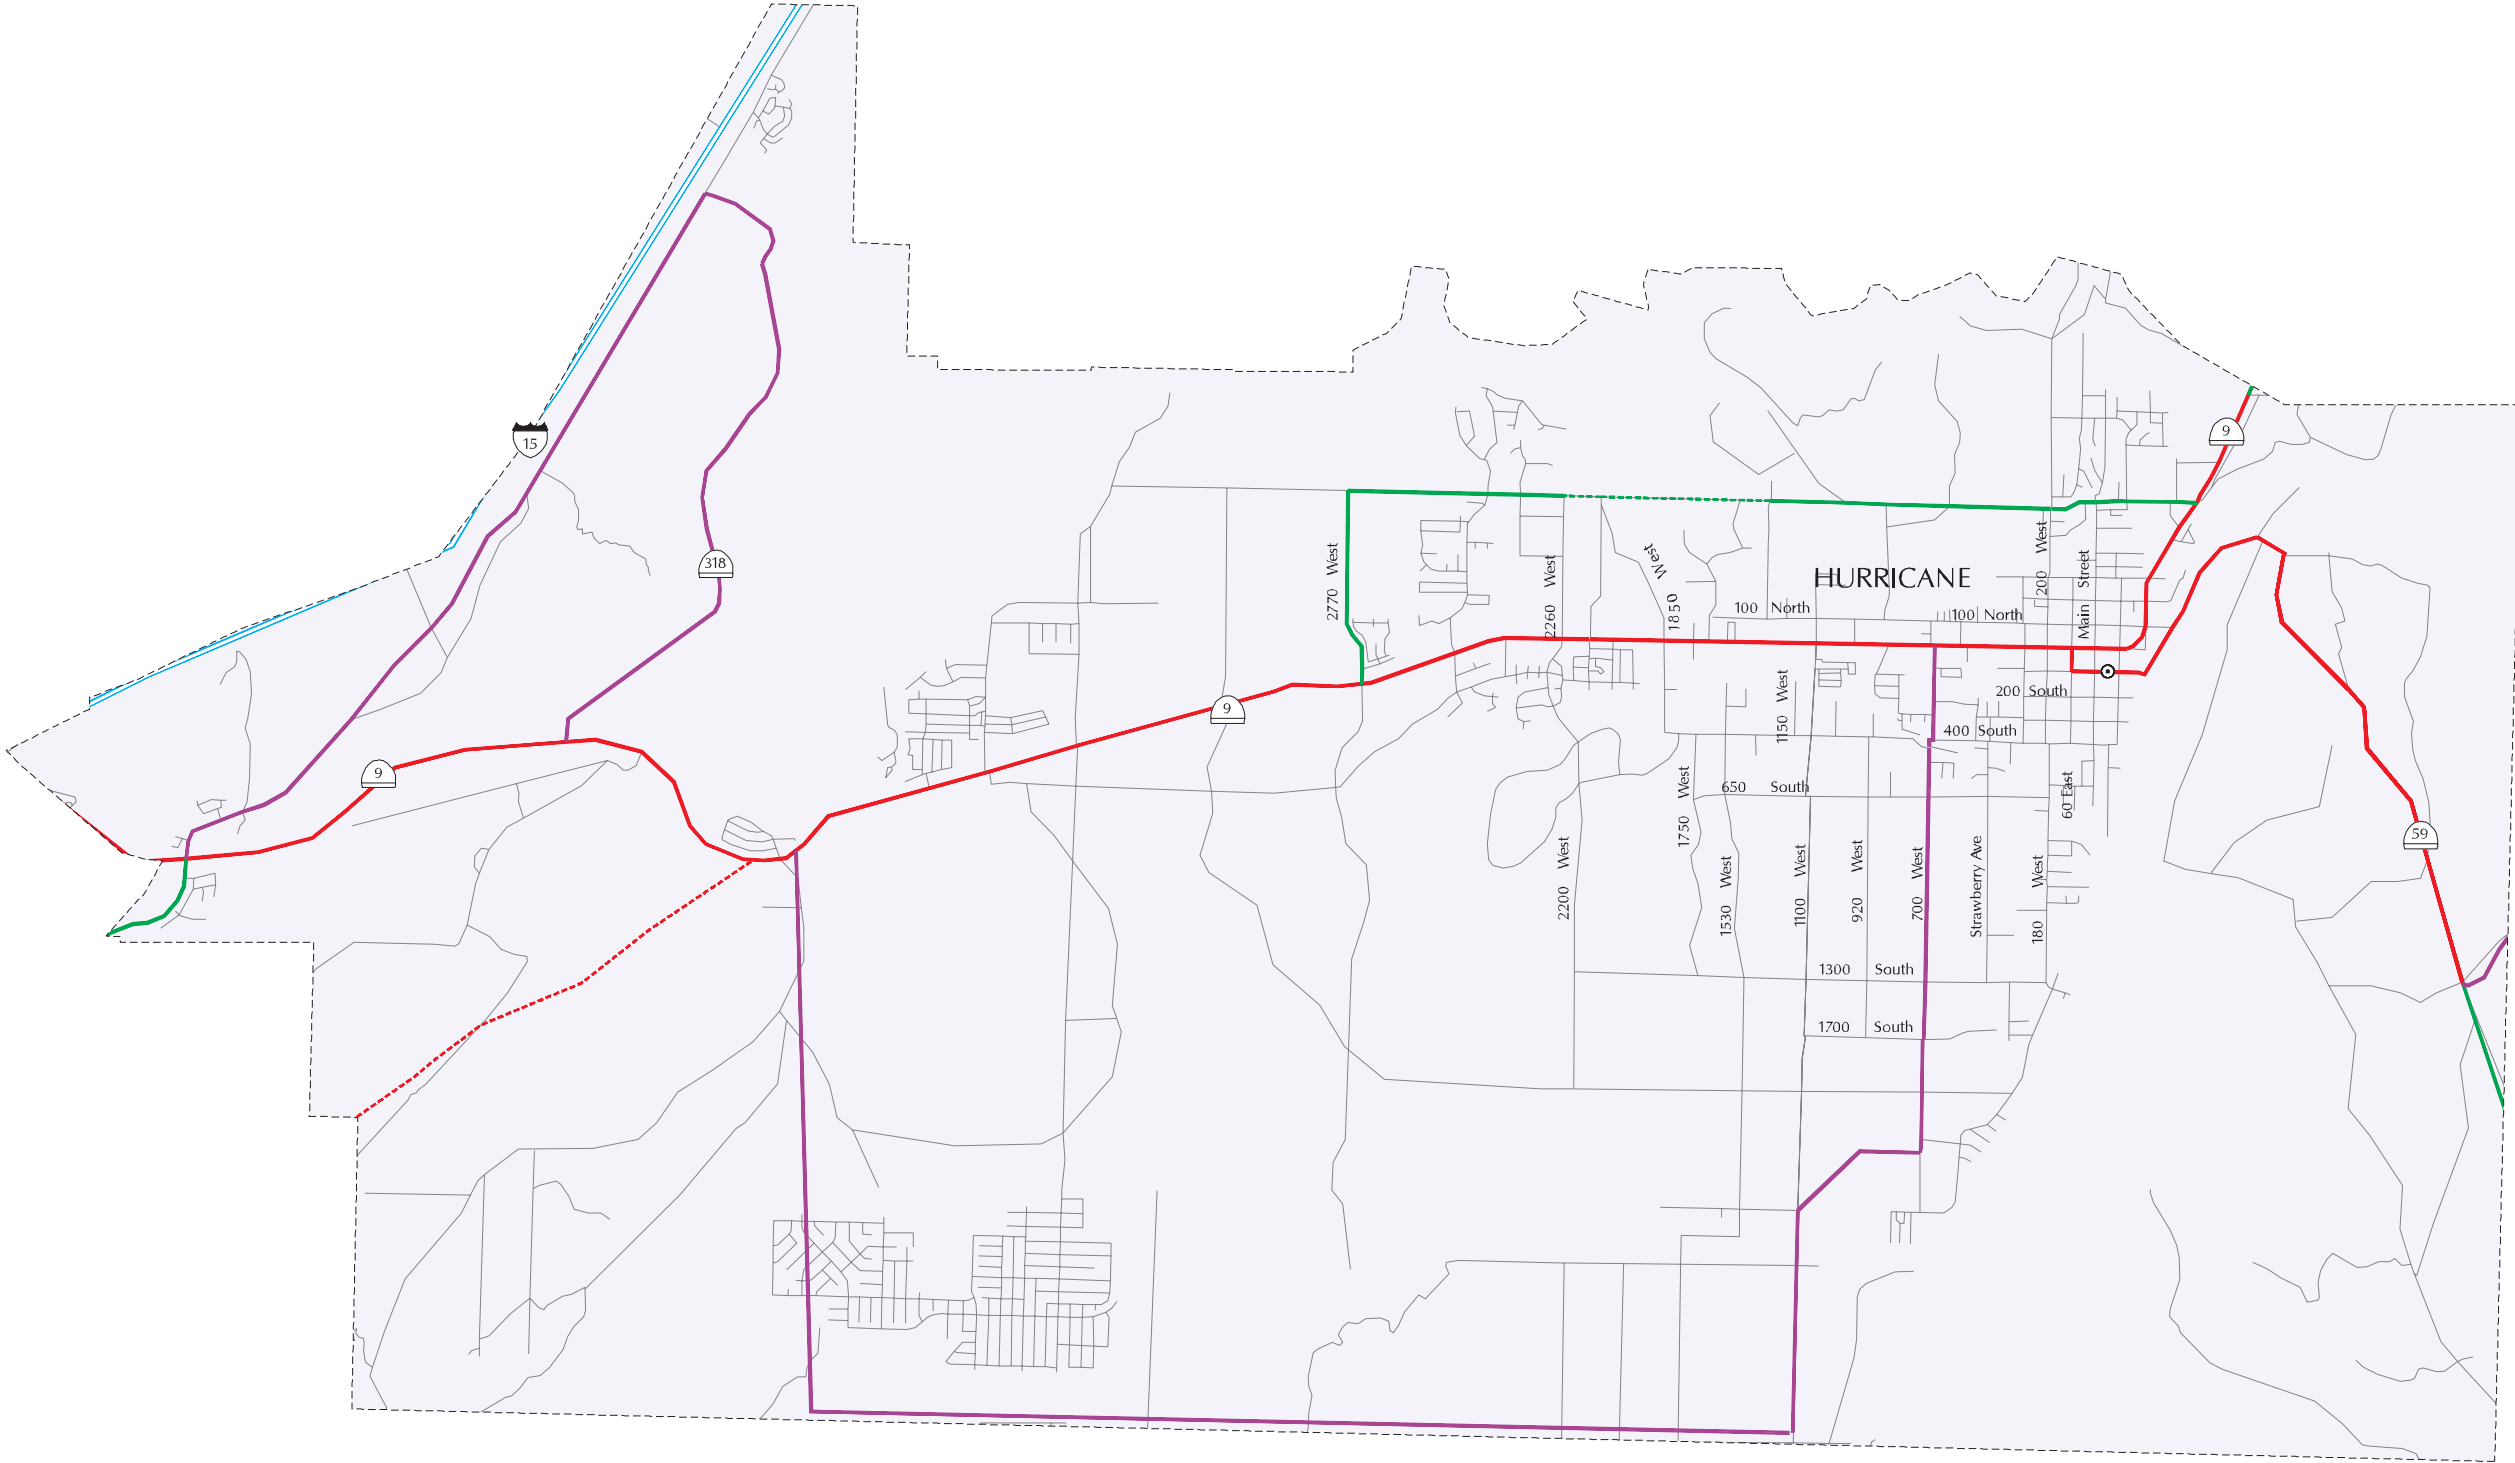 15
9
318
2770 West
2260 West
West
1850
200 West
HURRICANE
Main Street
100 North
100 North
9
9
1150 West
200 South
400 South
1750 West
650 South
60 East
59
2200 West
1530 West
1100 West
920 West
700 West
Strawberry Ave
180 West
1300 South
1700 South